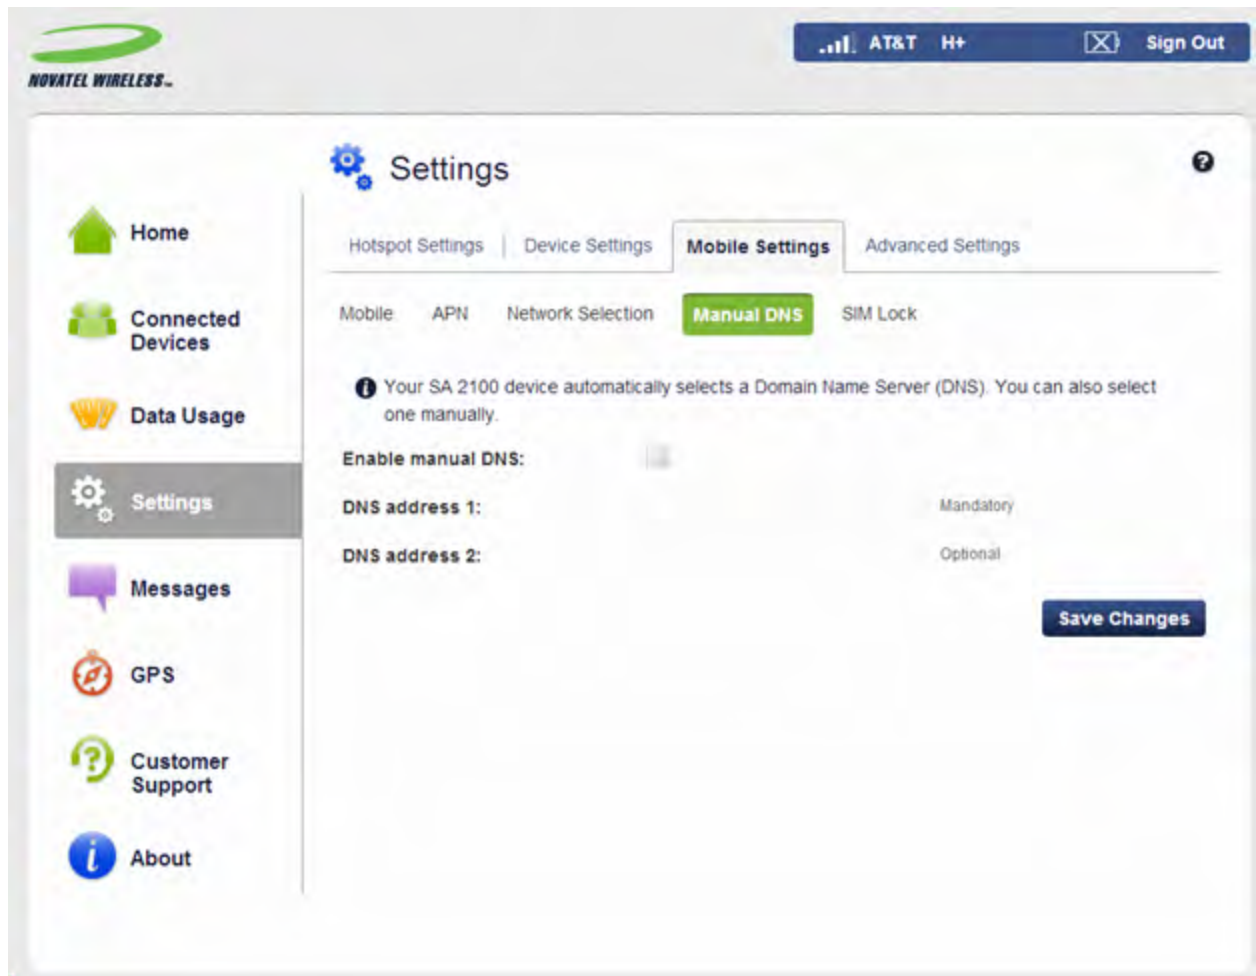 NOVATEL WIRELESS™
AT&T H+ Sign Out
Settings
Home
Connected
Devices
Data Usage
Settings
Messages
GPS
Customer
Support
About
Hotspot Settings Device Settings Mobile Settings Advanced Settings
Mobile APN Network Selection Manual DNS SIM Lock
Your SA 2100 device automatically selects a Domain Name Server (DNS). You can also select
one manually.
Enable manual DNS:
DNS address 1: Mandatory
DNS address 2: Optional
Save Changes